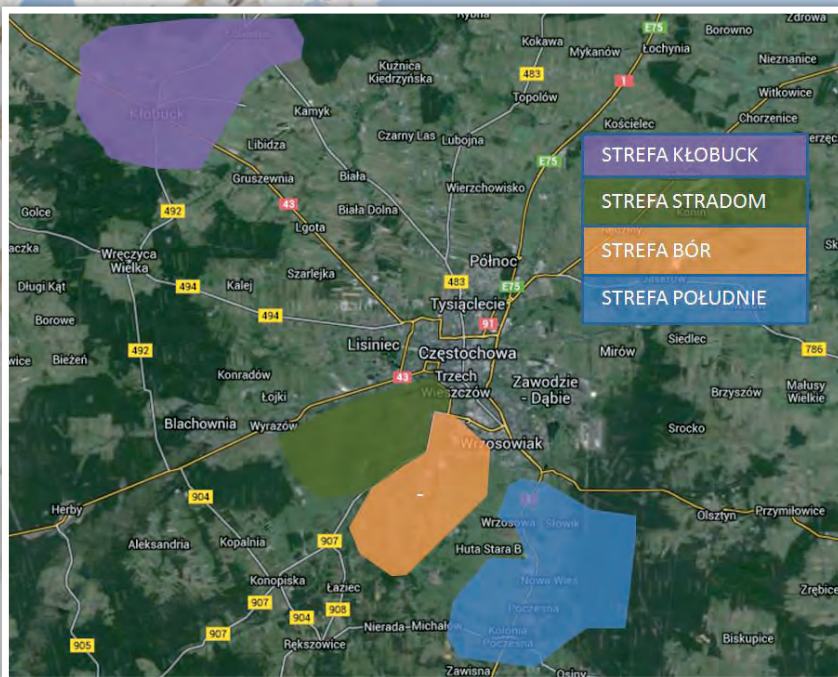 Rybna
Zdrowa
E75
Borowno
Kokawa
Mykanów
Łochynia
Nieznanice
Kuźnica
Kiedrzyńska
483
1
Witkowice
Topolów
Kłobuck
Kamyk
Kościelec
Chorzenice
Czarny Las
Lubojna
Libidza
E75
STREFA KŁOBUCK
Gruszewnia
Biała
Wierzchowisko
STREFA STRADOM
Golce
492
43
Biała Dolna
Lgota
STREFA BÓR
Wręczyca
Wielka
Północ
Szarlejka
483
E75
Długi Kąt
494
Kalej
Tysiąclecie
STREFA POŁUDNIE
Borowe
494
91
Lisiniec
Siedlec
492
Częstochowa
Mirów
786
Bieżeń
Konradów
43
Trzech
Wieszczów
Zawodzie
- Dąbie
Brzyszów
Małusy
Wielkie
Łojki
Blachownia
Wyrazów
Wrzosowiak
Srocko
904
Herby
Wrzosowa
Słowik
Olsztyn
Przymiłowice
Aleksandria
Kopalnia
907
Huta Stara B
Konopiska
Łaziec
Nowa Wieś
Zrębice
907
904
908
Poczesna
907
Nierada
Michałów
Kolonia
Poczesna
905
Rększowice
Biskupice
Zawisna
Osiny